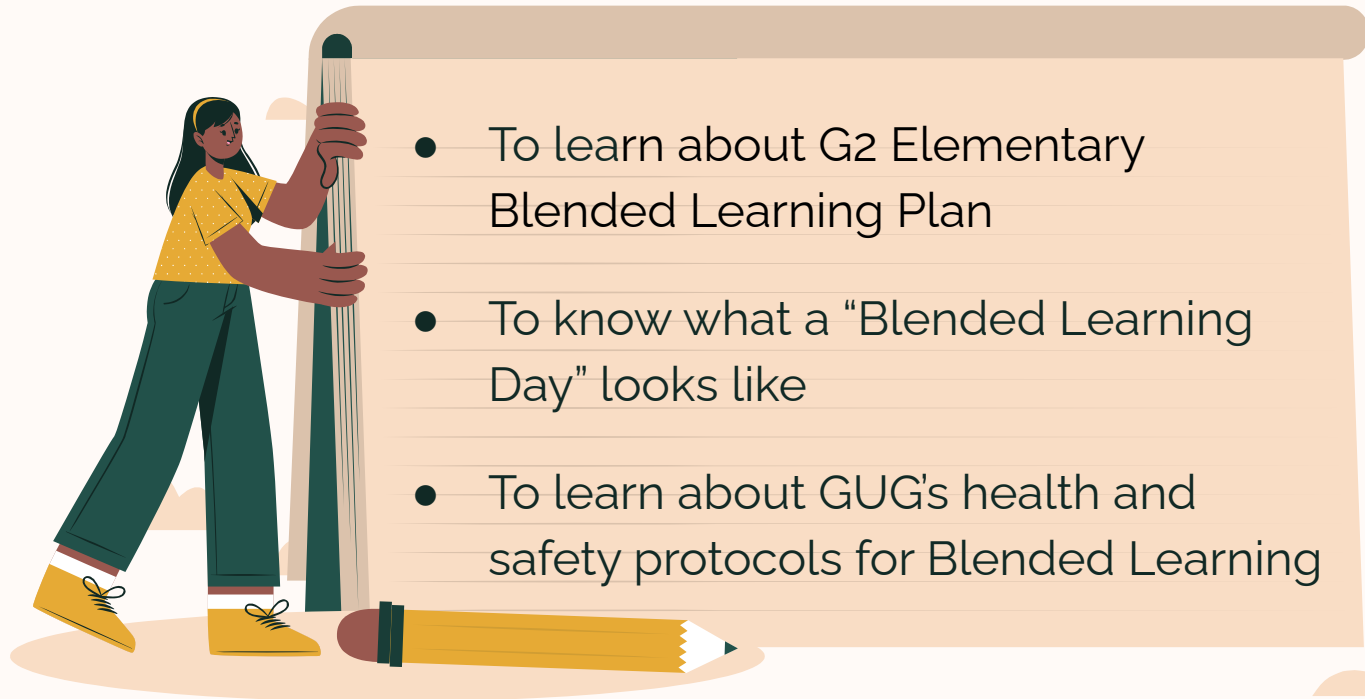 ● To learn about G2 Elementary
Blended Learning Plan
● To know what a “Blended Learning
Day” looks like
● To learn about GUG’s health and
safety protocols for Blended Learning